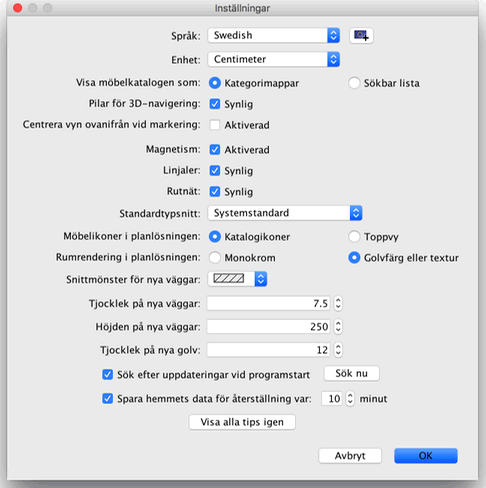 Inställningar
Språk: Swedish
Enhet: Centimeter
Visa möbelkatalogen som: Kategorimappar Sökbar lista
Pilar för 3D-navigering: Synlig
Centrera vyn ovanifrån vid markering: Aktiverad
Magnetism: Aktiverad
Linjaler: Synlig
Rutnät: Synlig
Standardtypsnitt: Systemstandard
Möbelikoner i planlösningen: Katalogikoner Toppvy
Rumrendering i planlösningen: Monokrom Golvfärg eller textur
Snittmönster för nya väggar:
Tjocklek på nya väggar: 7.5
Höjden på nya väggar: 250
Tjocklek på nya golv: 12
Sök efter uppdateringar vid programstart Sök nu
Spara hemmets data för återställning var: 10 minut
Visa alla tips igen
Avbryt OK